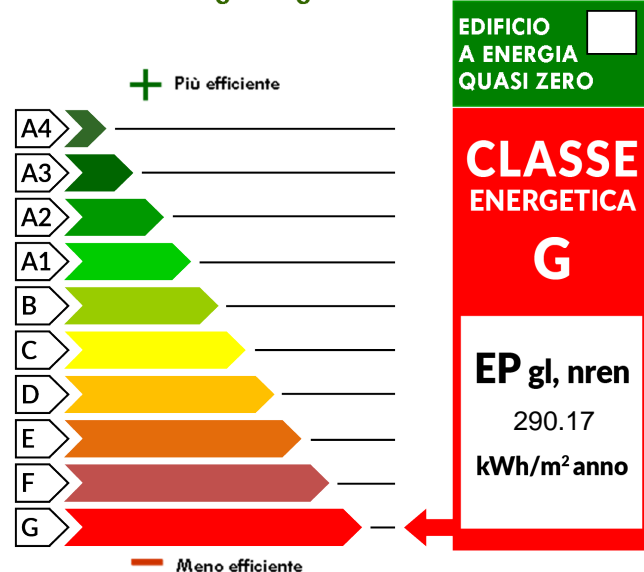 EDIFICIO
A ENERGIA
QUASI ZERO
+ Più efficiente
A4
A3
A2
A1
B
C
D
E
F
G
− Meno efficiente
CLASSE
ENERGETICA
G
EP gl, nren
290.17
kWh/m² anno